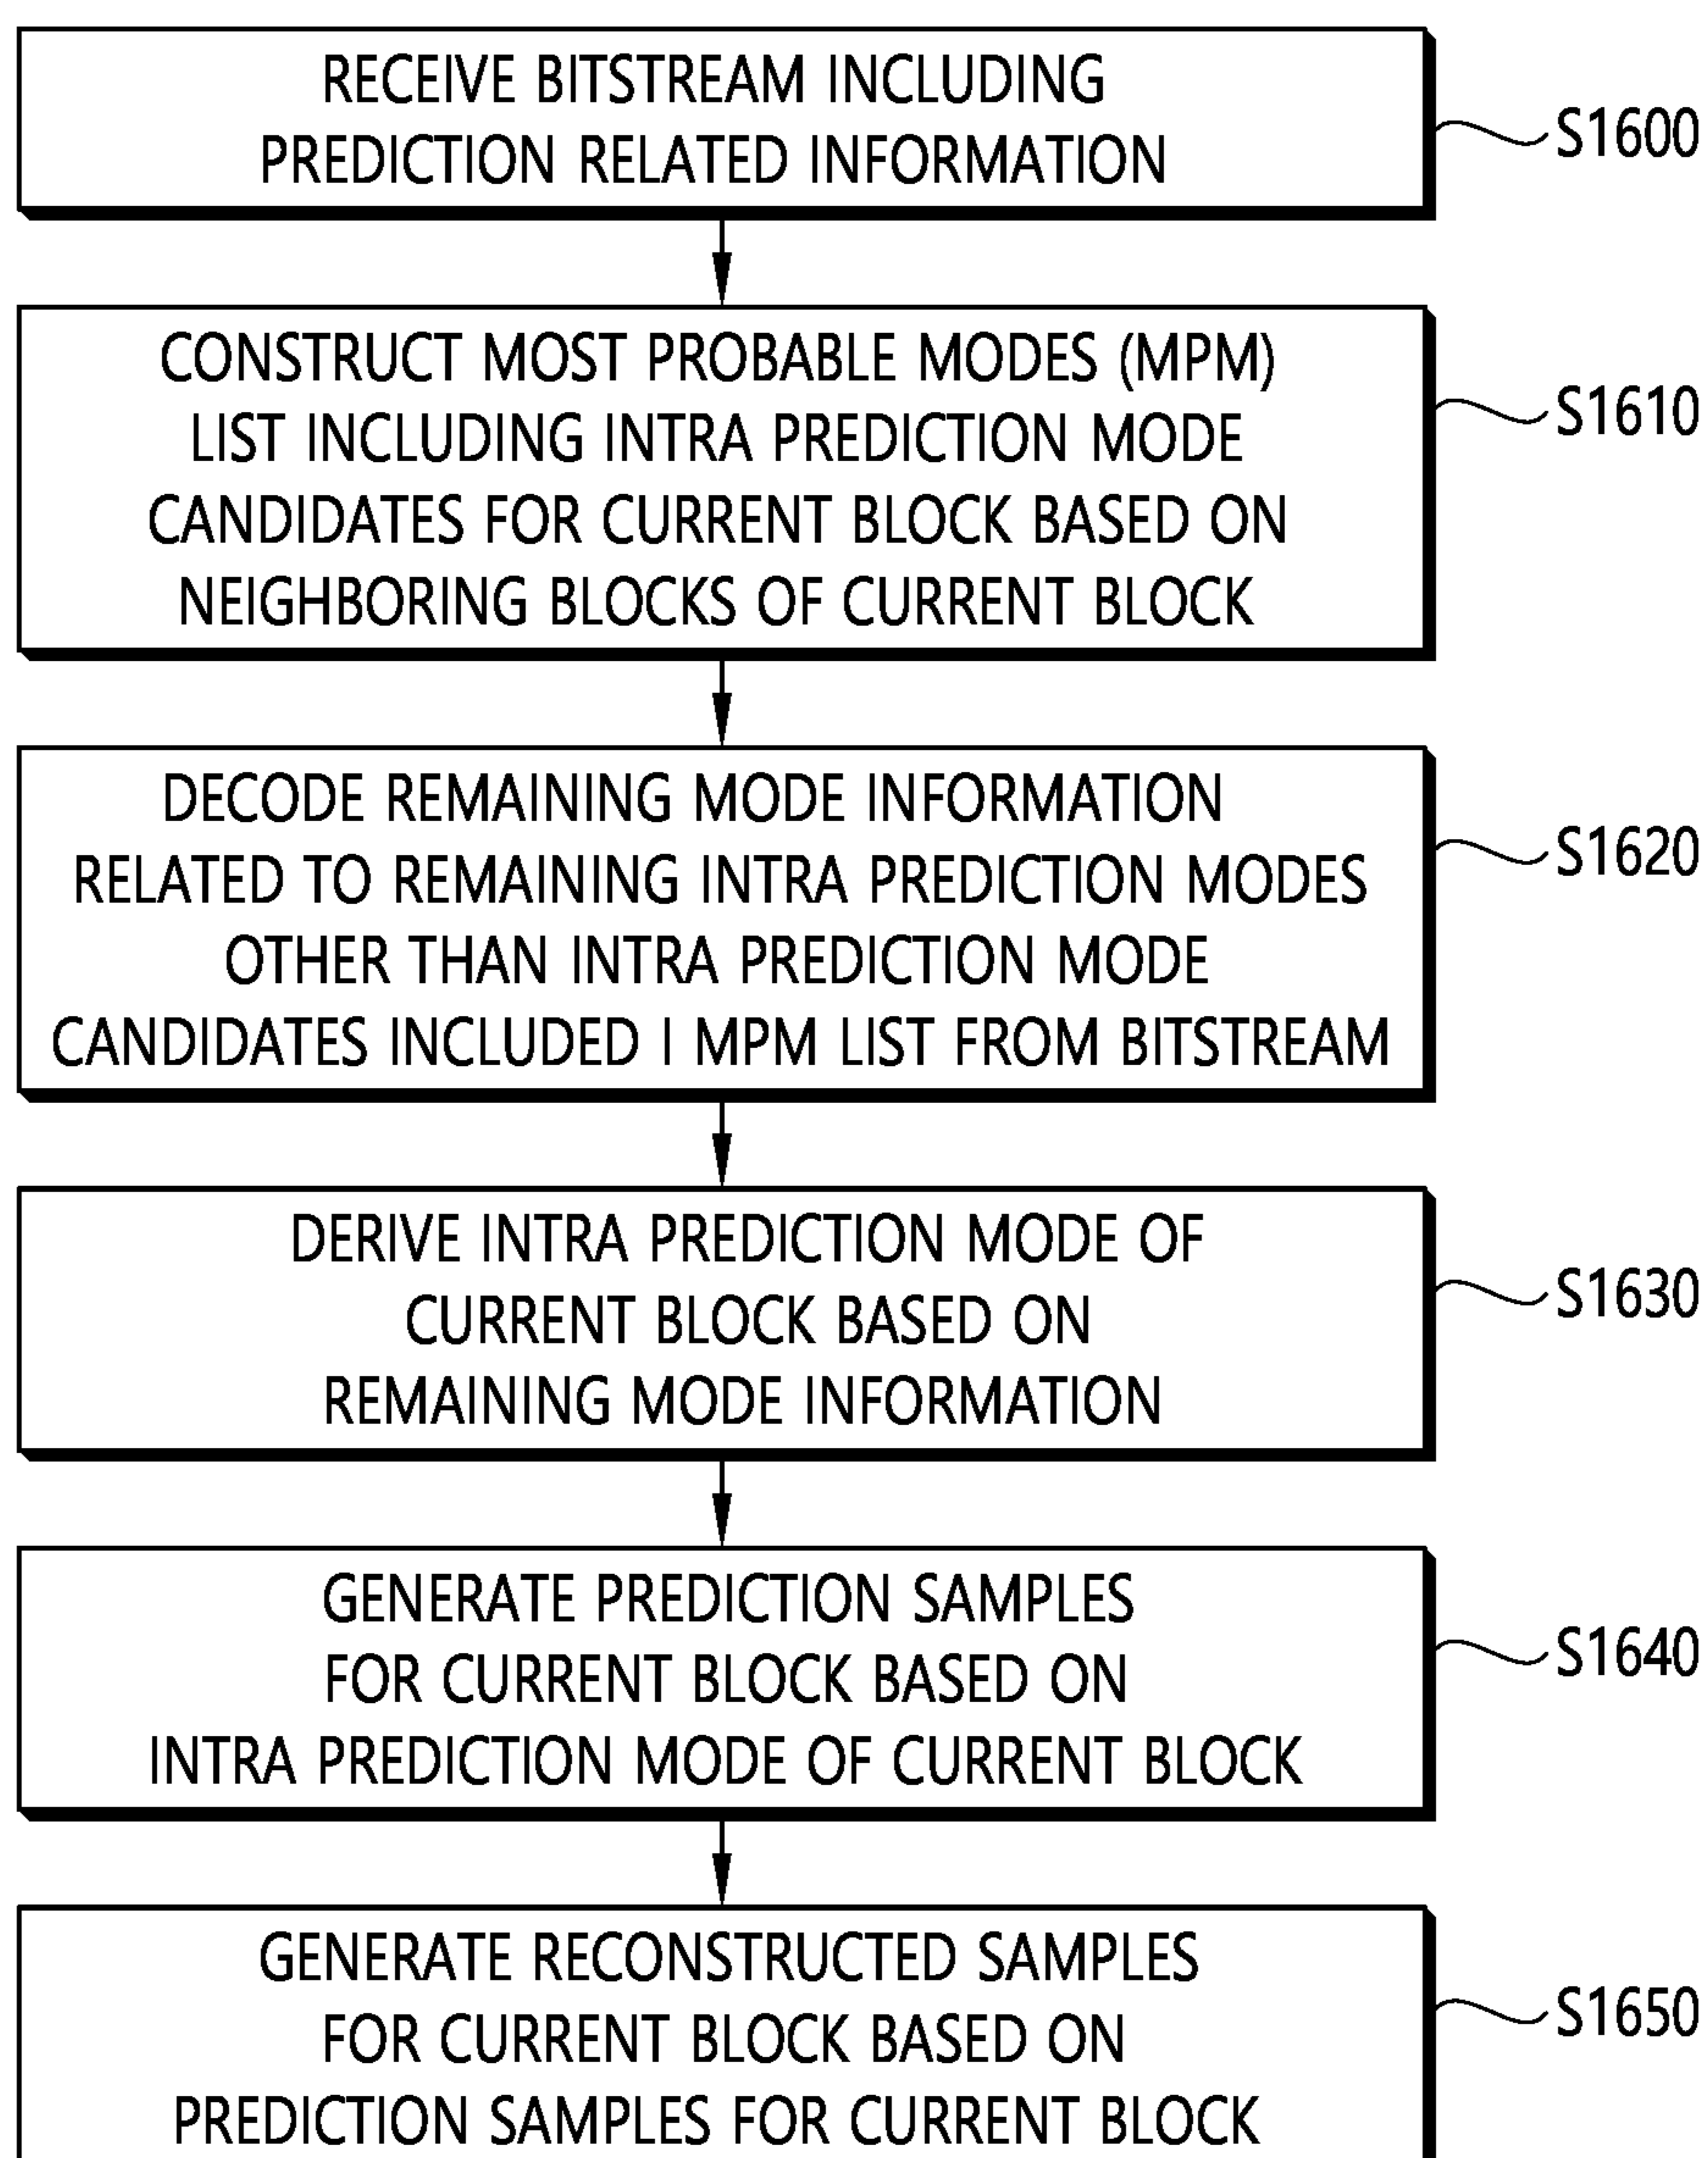 RECEIVE BITSTREAM INCLUDING
PREDICTION RELATED INFORMATION
S1600
CONSTRUCT MOST PROBABLE MODES (MPM)
LIST INCLUDING INTRA PREDICTION MODE
CANDIDATES FOR CURRENT BLOCK BASED ON
NEIGHBORING BLOCKS OF CURRENT BLOCK
S1610
DECODE REMAINING MODE INFORMATION
RELATED TO REMAINING INTRA PREDICTION MODES
OTHER THAN INTRA PREDICTION MODE
CANDIDATES INCLUDED I MPM LIST FROM BITSTREAM
S1620
DERIVE INTRA PREDICTION MODE OF
CURRENT BLOCK BASED ON
REMAINING MODE INFORMATION
S1630
GENERATE PREDICTION SAMPLES
FOR CURRENT BLOCK BASED ON
INTRA PREDICTION MODE OF CURRENT BLOCK
S1640
GENERATE RECONSTRUCTED SAMPLES
FOR CURRENT BLOCK BASED ON
PREDICTION SAMPLES FOR CURRENT BLOCK
S1650